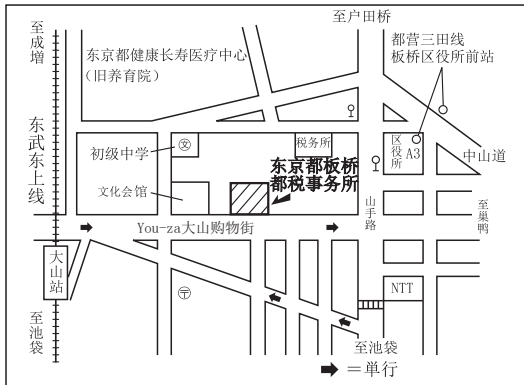 至户田桥
至成增
东京都健康长寿医疗中心
（旧养育院）
都营三田线
板桥区役所前站
东武东上线
初级中学
文
税务所
区役所
A3
中山道
东京都板桥
都税事务所
文化会馆
You-za大山购物街
山手路
至巢鸭
大山站
〒
NTT
至池袋
至池袋
＝単行